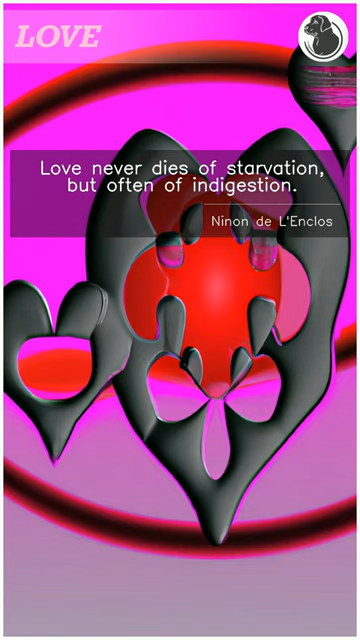 LOVE
Love never dies of starvation,
but often of indigestion.
Ninon de L'Enclos